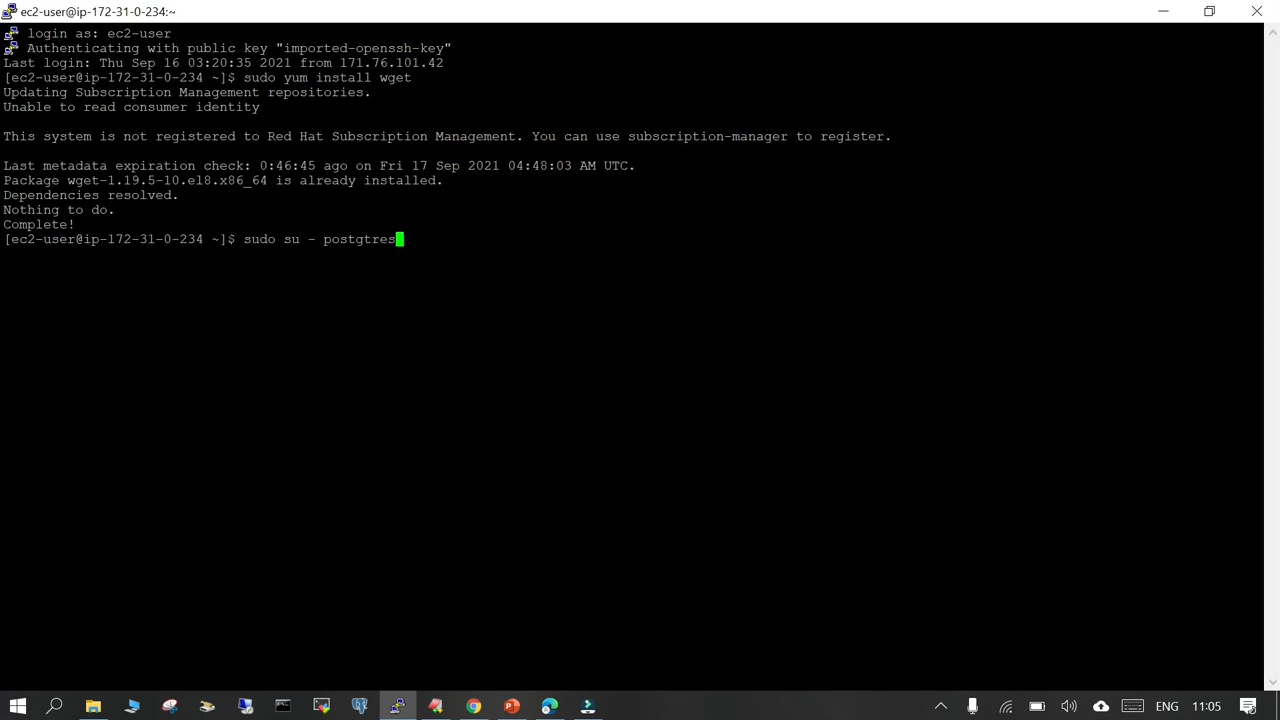 ec2-user@ip-172-31-0-234:~
login as: ec2-user
Authenticating with public key "imported-openssh-key"
Last login: Thu Sep 16 03:20:35 2021 from 171.76.101.42
[ec2-user@ip-172-31-0-234 ~]$ sudo yum install wget
Updating Subscription Management repositories.
Unable to read consumer identity
This system is not registered to Red Hat Subscription Management. You can use subscription-manager to register.
Last metadata expiration check: 0:46:45 ago on Fri 17 Sep 2021 04:48:03 AM UTC.
Package wget-1.19.5-10.el8.x86_64 is already installed.
Dependencies resolved.
Nothing to do.
Complete!
[ec2-user@ip-172-31-0-234 ~]$ sudo su - postgtres
ENG 11:05